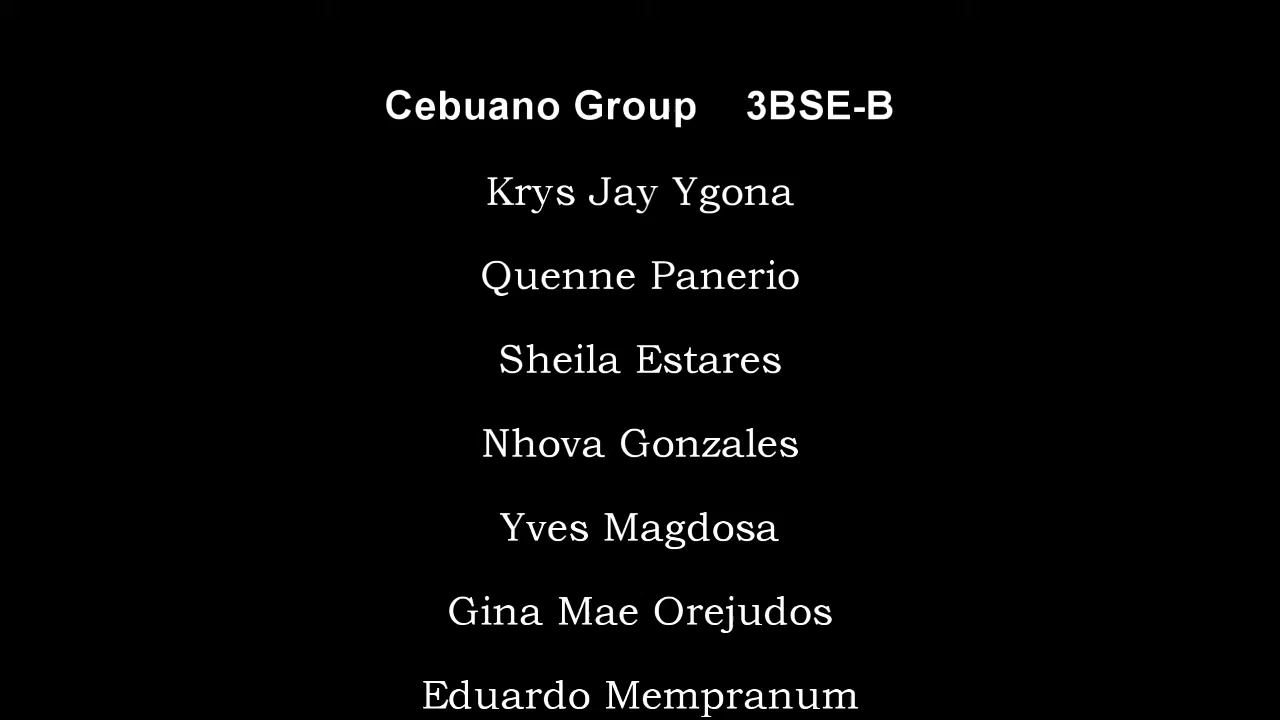 Cebuano Group 3BSE-B
Krys Jay Ygona
Quenne Panerio
Sheila Estares
Nhova Gonzales
Yves Magdosa
Gina Mae Orejudos
Eduardo Mempranum